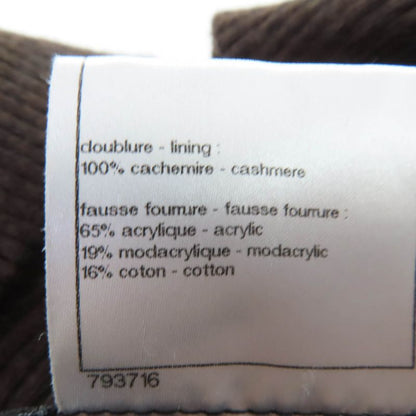 doublure - lining :
100% cachemire - cashmere
fausse fourrure - fausse fourrure :
65% acrylique - acrylic
19% modacrylique - modacrylic
16% coton - cotton
793716